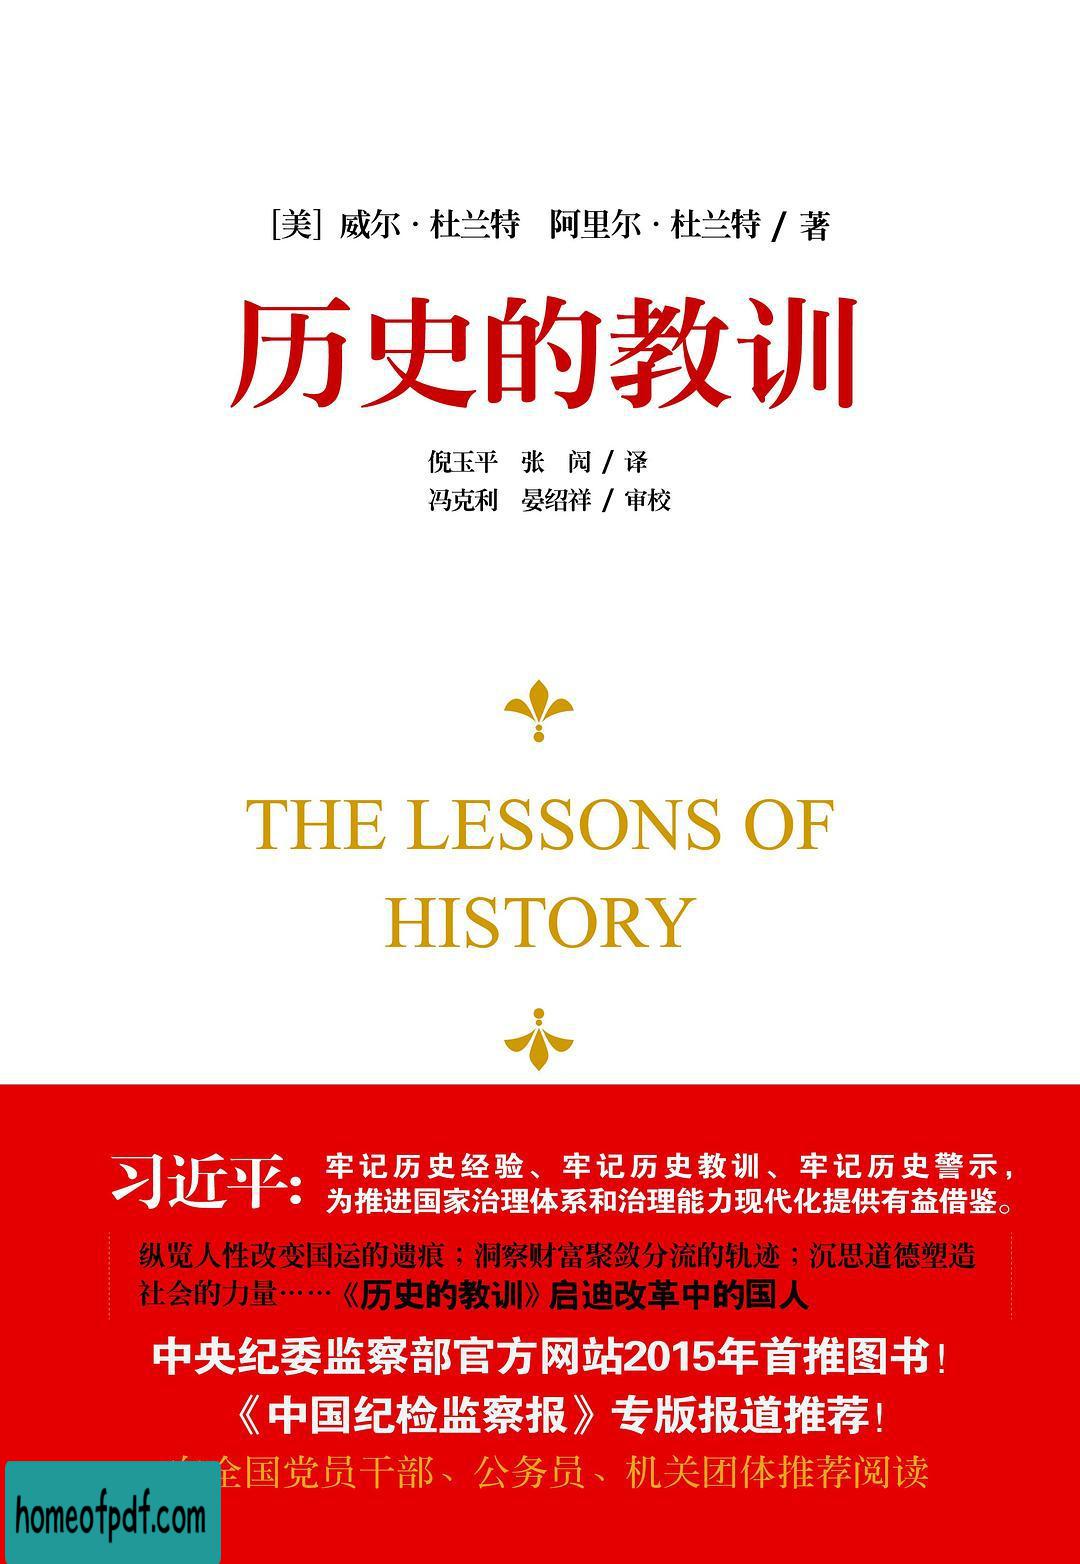 [美] 威尔·杜兰特 阿里尔·杜兰特 / 著
历史的教训
倪玉平 张 闶 / 译
冯克利 晏绍祥 / 审校
THE LESSONS OF
HISTORY
习近平:
牢记历史经验、牢记历史教训、牢记历史警示,
为推进国家治理体系和治理能力现代化提供有益借鉴。
纵览人性改变国运的遗痕;洞察财富聚敛分流的轨迹;沉思道德塑造
社会的力量……《历史的教训》启迪改革中的国人
中央纪委监察部官方网站2015年首推图书!
《中国纪检监察报》专版报道推荐!
全国党员干部、公务员、机关团体推荐阅读
homeofpdf.com